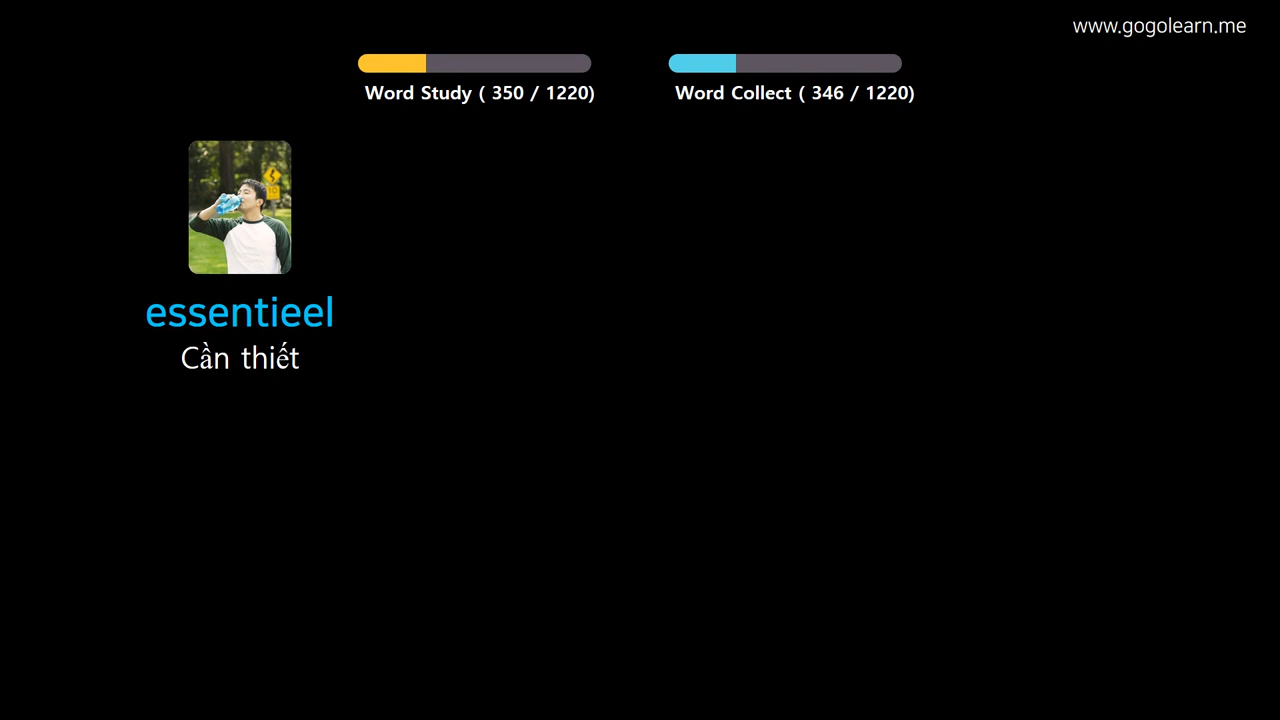 www.gogolearn.me
Word Study ( 350 / 1220)
Word Collect ( 346 / 1220)
essentieel
Cần thiết